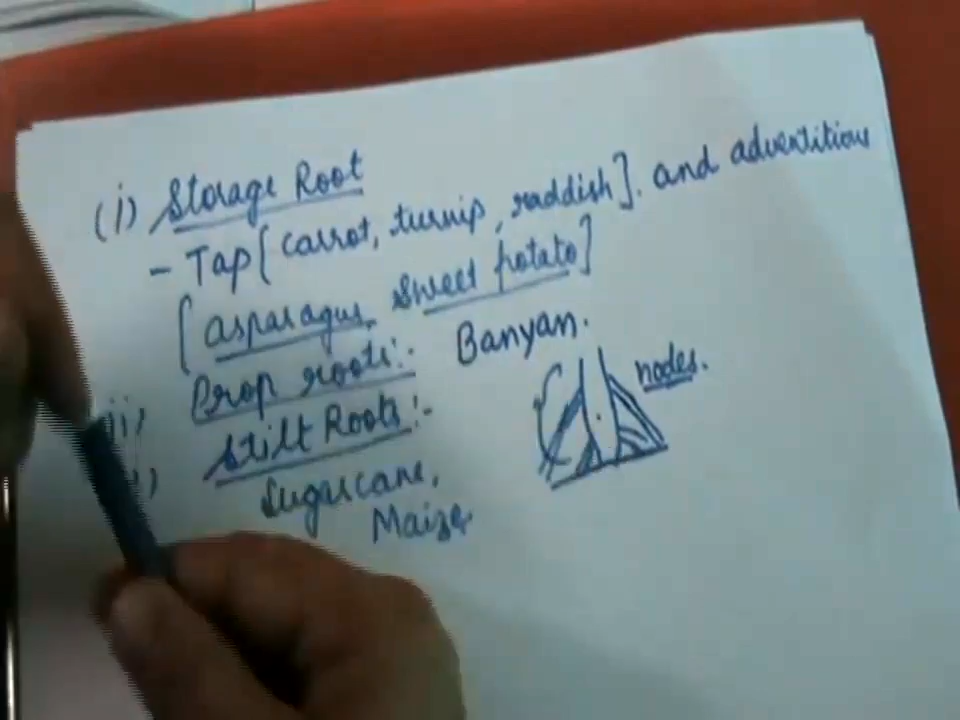 (i) Storage Root
- Tap [carrot, turnip, raddish]. and adventitious
[asparagus, sweet potato]
ii) Prop roots:- Banyan.
nodes.
) Stilt Roots:-
Sugarcane,
Maize